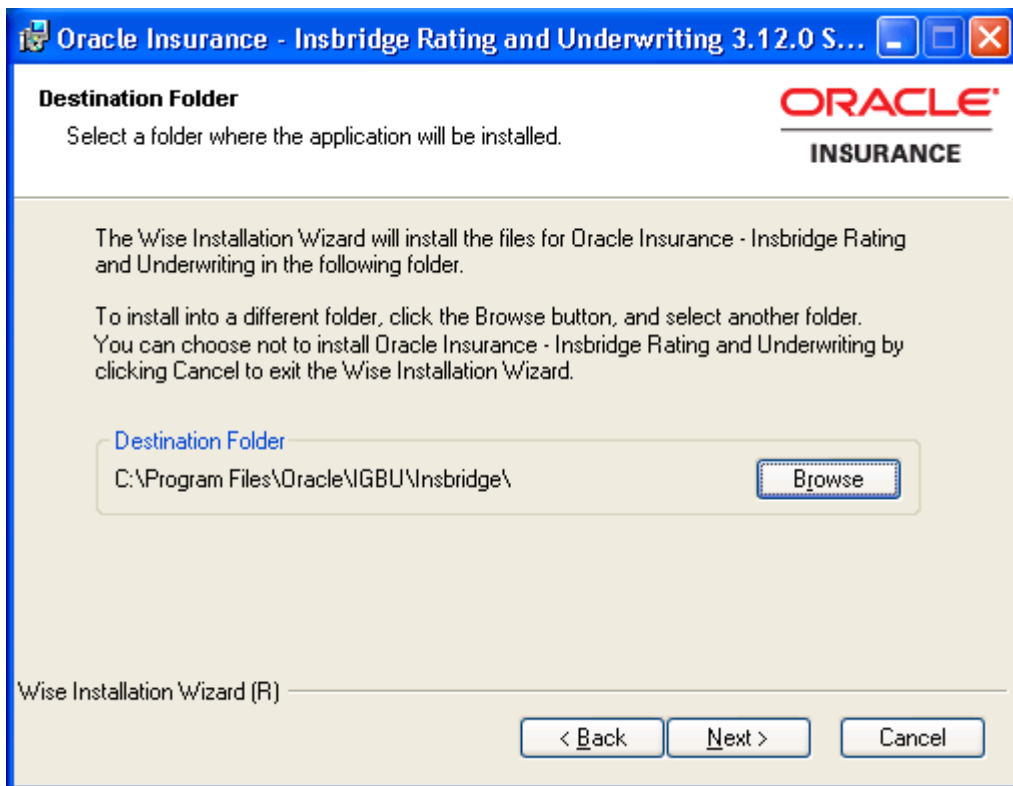 Oracle Insurance - Insbridge Rating and Underwriting 3.12.0 S...
Destination Folder
Select a folder where the application will be installed.
ORACLE
INSURANCE
The Wise Installation Wizard will install the files for Oracle Insurance - Insbridge Rating
and Underwriting in the following folder.
To install into a different folder, click the Browse button, and select another folder.
You can choose not to install Oracle Insurance - Insbridge Rating and Underwriting by
clicking Cancel to exit the Wise Installation Wizard.
Destination Folder
C:\Program Files\Oracle\IGBU\Insbridge\
Browse
Wise Installation Wizard (R)
< Back
Next >
Cancel